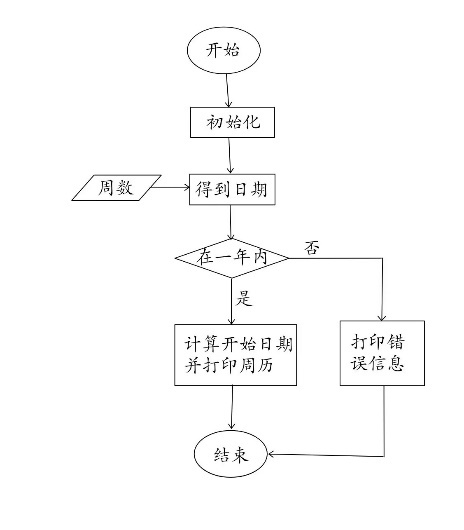 开始
初始化
周数
得到日期
在一年内
否
是
计算开始日期
并打印周历
打印错
误信息
结束